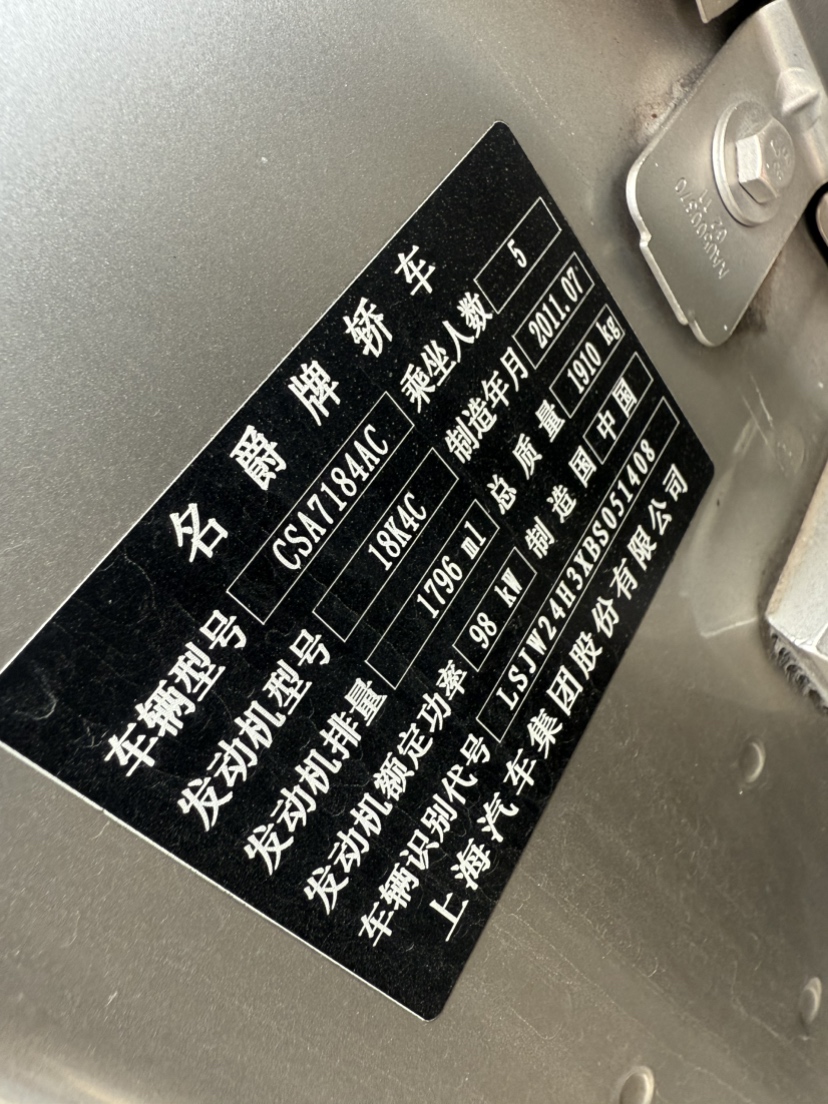 名爵牌轿车
车辆型号 CSA7184AC 乘坐人数 5
发动机型号 18K4C 制造年月 2011.07
发动机排量 1796 ml 总质量 1910 kg
发动机额定功率 98 kW 制造国 中国
车辆识别代号 LSJW24H3XBS051408
上海汽车集团股份有限公司